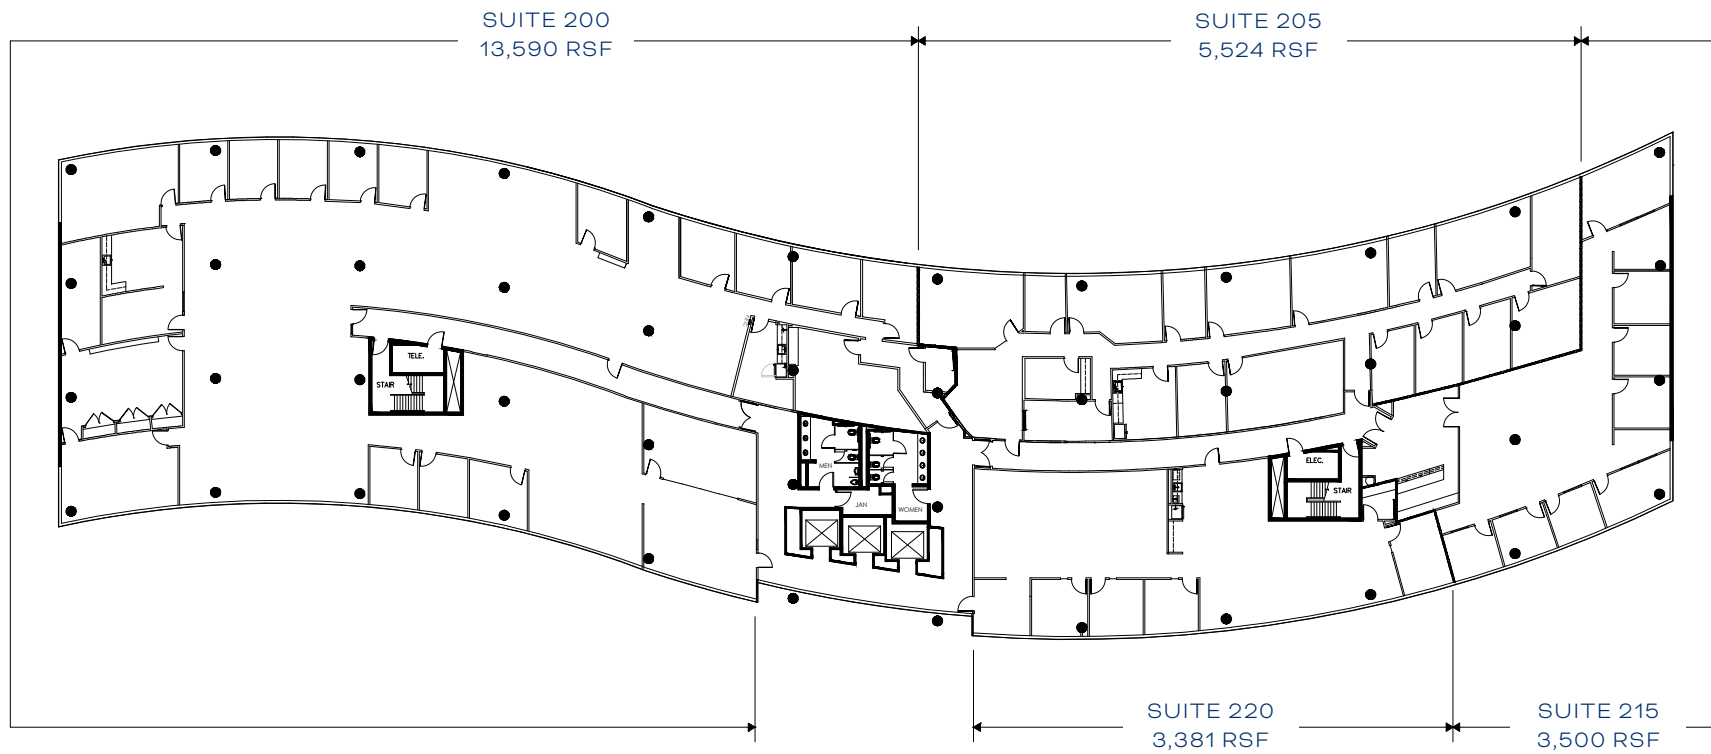 SUITE 200
13,590 RSF
SUITE 205
5,524 RSF
TELE.
STAIR
MEN
JAN
WOMEN
ELEC.
STAIR
SUITE 220
3,381 RSF
SUITE 215
3,500 RSF